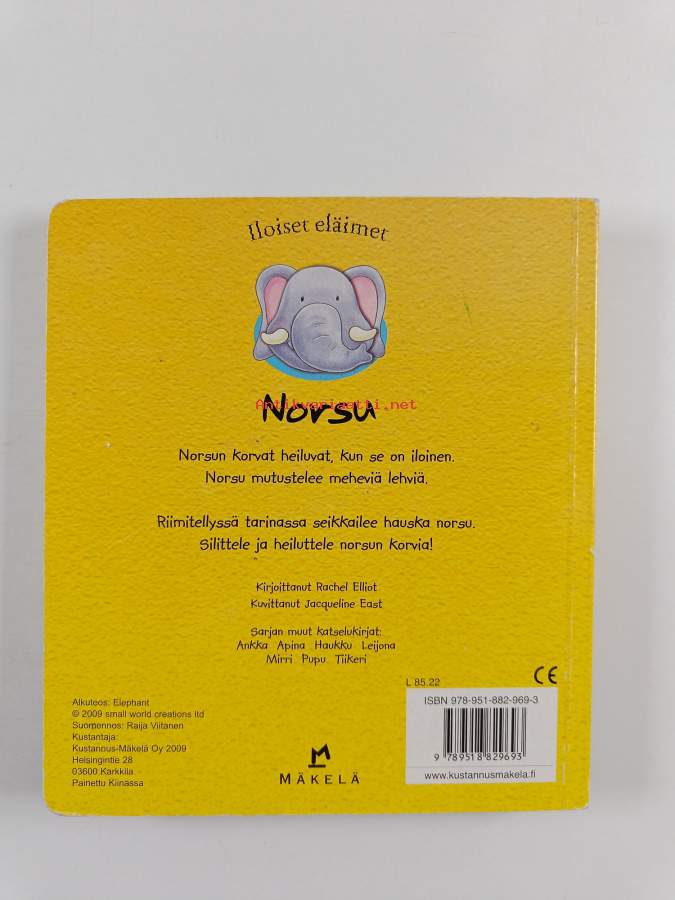 Iloiset eläimet
Norsu
Antikvariaatti.net
Norsun korvat heiluvat, kun se on iloinen.
Norsu mutustelee meheviä lehviä.
Riimitellyssä tarinassa seikkailee hauska norsu.
Silittele ja heiluttele norsun korvia!
Kirjoittanut Rachel Elliot
Kuvittanut Jacqueline East
Sarjan muut katselukirjat:
Ankka Apina Haukku Leijona
Mirri Pupu Tiikeri
L 85.22
CE
Alkuteos: Elephant
© 2009 small world creations ltd
Suomennos: Raija Viitanen
Kustantaja:
Kustannus-Mäkelä Oy 2009
Helsingintie 28
03600 Karkkila
Painettu Kiinassa
M
MÄKELÄ
ISBN 978-951-882-969-3
9 789518 829693
www.kustannusmakela.fi